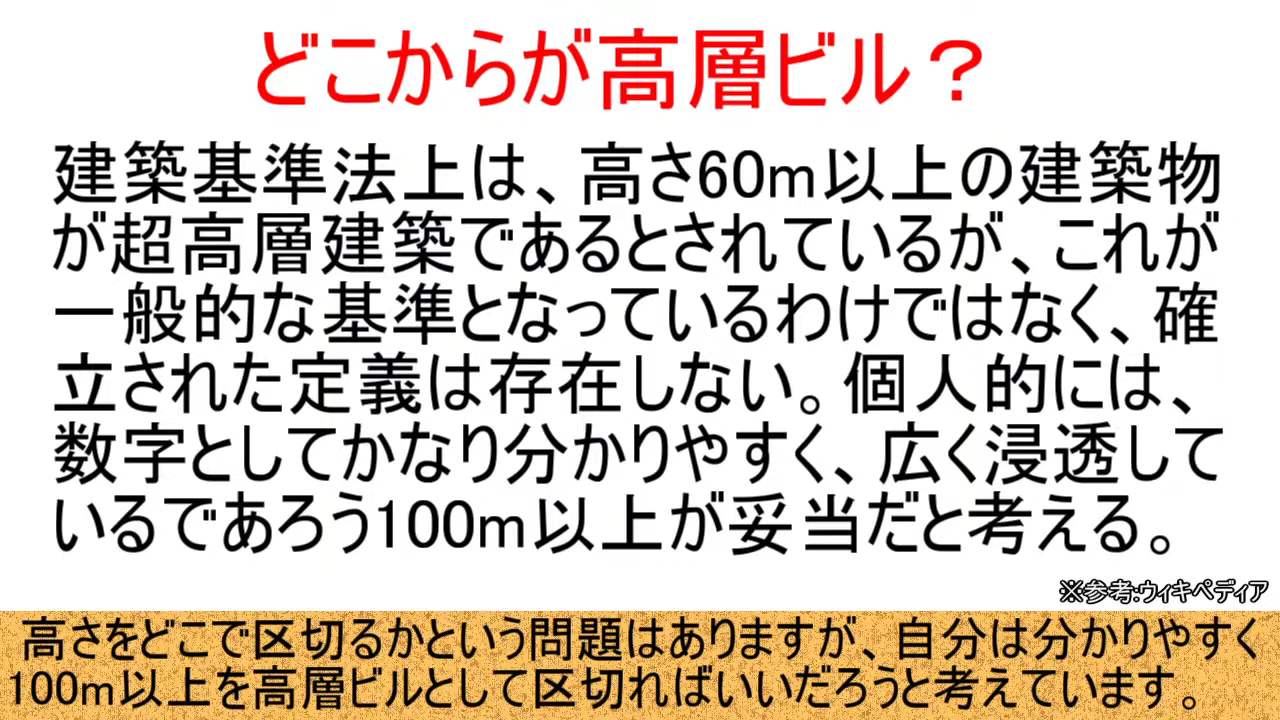 どこからが高層ビル？
建築基準法上は、高さ60m以上の建築物
が超高層建築であるとされているが、これが
一般的な基準となっているわけではなく、確
立された定義は存在しない。個人的には、
数字としてかなり分かりやすく、広く浸透して
いるであろう100m以上が妥当だと考える。
※参考:ウィキペディア
高さをどこで区切るかという問題はありますが、自分は分かりやすく
100m以上を高層ビルとして区切ればいいだろうと考えています。